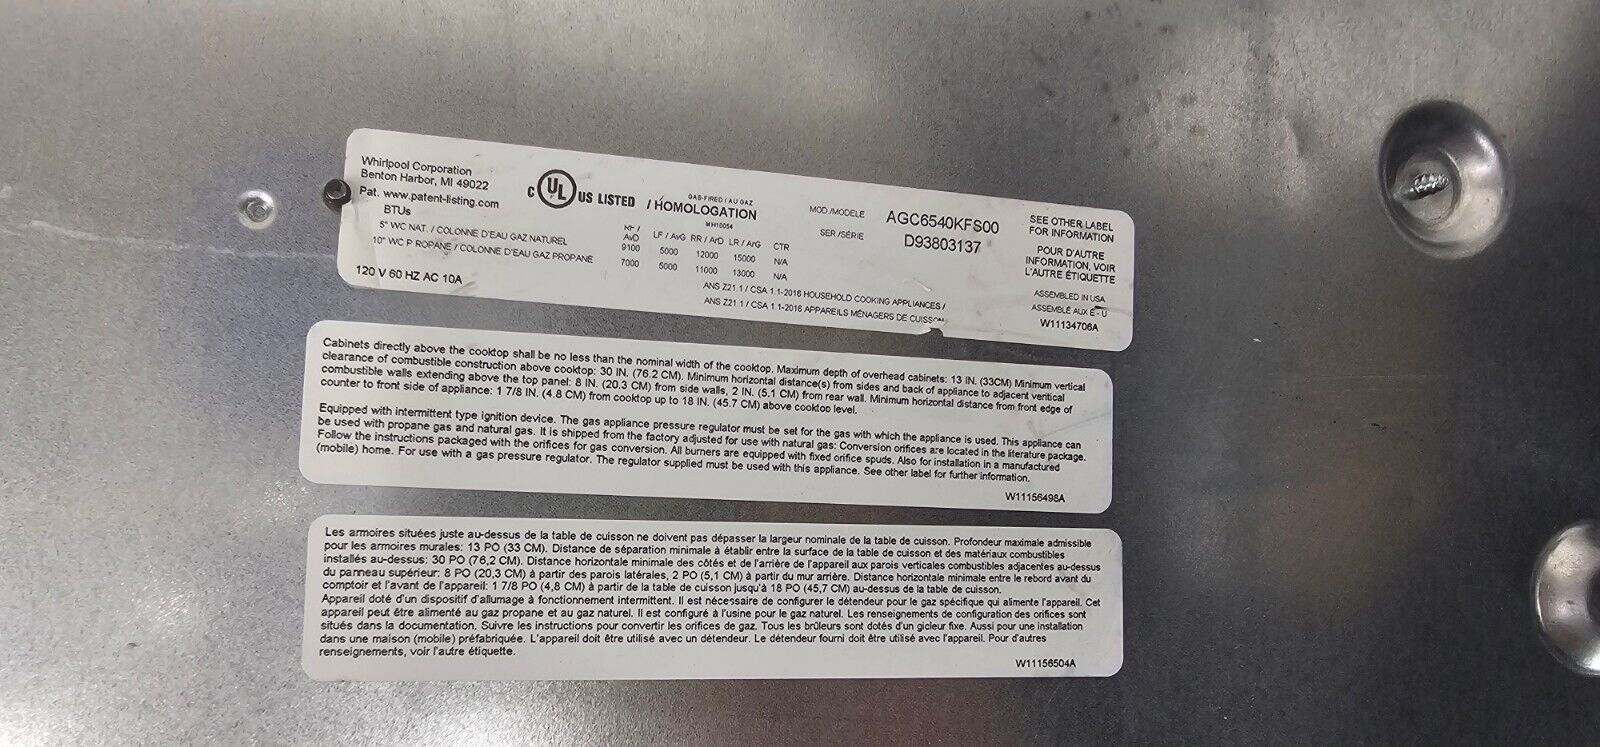 Whirlpool Corporation
Benton Harbor, MI 49022
Pat. www.patent-listing.com
BTUs
5" WC NAT. / COLONNE D'EAU GAZ NATUREL
10" WC P ROPANE / COLONNE D'EAU GAZ PROPANE
120 V 60 HZ AC 10A
C UL US LISTED
GAS-FIRED / AU GAZ
/ HOMOLOGATION
WH10054
RF / LF / AvG RR / ArD LR / ArG CTR
AvD
9100 5000 12000 15000 N/A
7000 5000 11000 13000 N/A
MOD /MODELE AGC6540KFS00
SER /SÉRIE D93803137
ANS Z21.1 / CSA 1.1-2016 HOUSEHOLD COOKING APPLIANCES /
ANS Z21.1 / CSA 1.1-2016 APPAREILS MÉNAGERS DE CUISSON
SEE OTHER LABEL
FOR INFORMATION
POUR D'AUTRE
INFORMATION, VOIR
L'AUTRE ÉTIQUETTE
ASSEMBLED IN USA
ASSEMBLÉ AUX É - U
W11134706A
Cabinets directly above the cooktop shall be no less than the nominal width of the cooktop. Maximum depth of overhead cabinets: 13 IN. (33CM) Minimum vertical
clearance of combustible construction above cooktop: 30 IN. (76.2 CM). Minimum horizontal distance(s) from sides and back of appliance to adjacent vertical
combustible walls extending above the top panel: 8 IN. (20.3 CM) from side walls, 2 IN. (5.1 CM) from rear wall. Minimum horizontal distance from front edge of
counter to front side of appliance: 1 7/8 IN. (4.8 CM) from cooktop up to 18 IN. (45.7 CM) above cooktop level.
Equipped with intermittent type ignition device. The gas appliance pressure regulator must be set for the gas with which the appliance is used. This appliance can
be used with propane gas and natural gas. It is shipped from the factory adjusted for use with natural gas: Conversion orifices are located in the literature package.
Follow the instructions packaged with the orifices for gas conversion. All burners are equipped with fixed orifice spuds. Also for installation in a manufactured
(mobile) home. For use with a gas pressure regulator. The regulator supplied must be used with this appliance. See other label for further information.
W11156498A
Les armoires situées juste au-dessus de la table de cuisson ne doivent pas dépasser la largeur nominale de la table de cuisson. Profondeur maximale admissible
pour les armoires murales: 13 PO (33 CM). Distance de séparation minimale à établir entre la surface de la table de cuisson et des matériaux combustibles
installés au-dessus: 30 PO (76,2 CM). Distance horizontale minimale des côtés et de l'arrière de l'appareil aux parois verticales combustibles adjacentes au-dessus
du panneau supérieur: 8 PO (20,3 CM) à partir des parois latérales, 2 PO (5,1 CM) à partir du mur arrière. Distance horizontale minimale entre le rebord avant du
comptoir et l'avant de l'appareil: 1 7/8 PO (4,8 CM) à partir de la table de cuisson jusqu'à 18 PO (45,7 CM) au-dessus de la table de cuisson.
Appareil doté d'un dispositif d'allumage à fonctionnement intermittent. Il est nécessaire de configurer le détendeur pour le gaz spécifique qui alimente l'appareil. Cet
appareil peut être alimenté au gaz propane et au gaz naturel. Il est configuré à l'usine pour le gaz naturel. Les renseignements de configuration des orifices sont
situés dans la documentation. Suivre les instructions pour convertir les orifices de gaz. Tous les brûleurs sont dotés d'un gicleur fixe. Aussi pour une installation
dans une maison (mobile) préfabriquée. L'appareil doit être utilisé avec un détendeur. Le détendeur fourni doit être utilisé avec l'appareil. Pour d'autres
renseignements, voir l'autre étiquette.
W11156504A